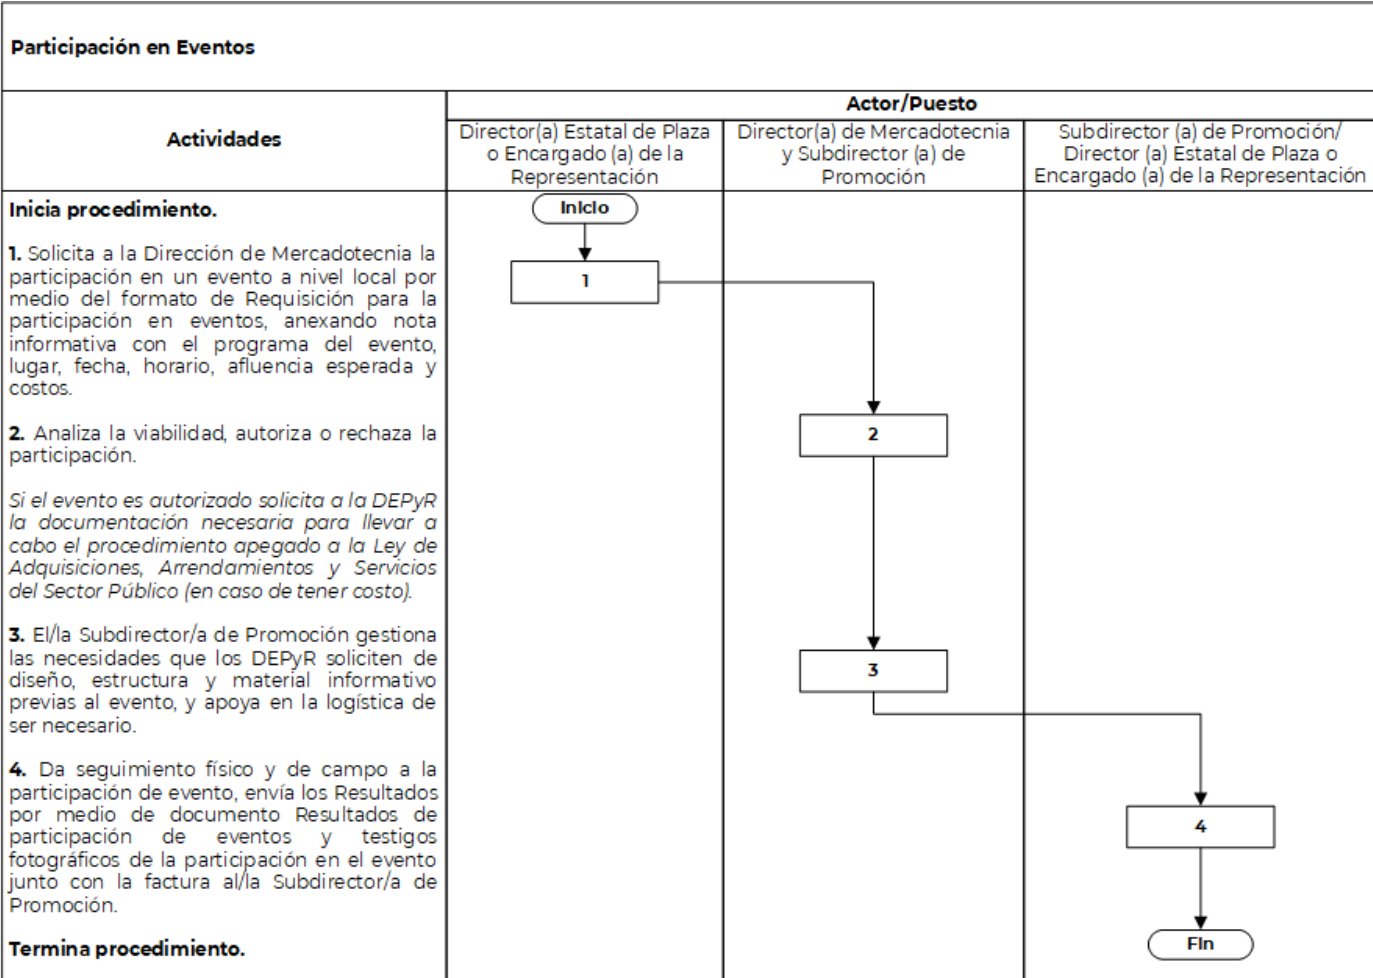 Participación en Eventos
Actividades
Actor/Puesto
Director(a) Estatal de Plaza
o Encargado (a) de la
Representación
Director(a) de Mercadotecnia
y Subdirector (a) de
Promoción
Subdirector (a) de Promoción/
Director (a) Estatal de Plaza o
Encargado (a) de la Representación
Inicia procedimiento.
1. Solicita a la Dirección de Mercadotecnia la
participación en un evento a nivel local por
medio del formato de Requisición para la
participación en eventos, anexando nota
informativa con el programa del evento,
lugar, fecha, horario, afluencia esperada y
costos.
2. Analiza la viabilidad, autoriza o rechaza la
participación.
Si el evento es autorizado solicita a la DEPyR
la documentación necesaria para llevar a
cabo el procedimiento apegado a la Ley de
Adquisiciones, Arrendamientos y Servicios
del Sector Público (en caso de tener costo).
3. El/la Subdirector/a de Promoción gestiona
las necesidades que los DEPyR soliciten de
diseño, estructura y material informativo
previas al evento, y apoya en la logística de
ser necesario.
4. Da seguimiento físico y de campo a la
participación de evento, envía los Resultados
por medio de documento Resultados de
participación de eventos y testigos
fotográficos de la participación en el evento
junto con la factura al/la Subdirector/a de
Promoción.
Termina procedimiento.
Inicio
1
2
3
4
Fin